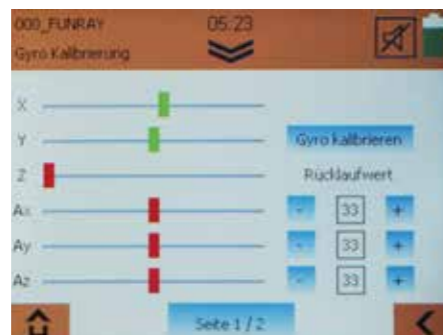 000_FUNRAY
05:23
Gyro Kalibrierung
X
Y
Gyro kalibrieren
Z
Rücklaufwert
Ax
- 33 +
Ay
- 33 +
Az
- 33 +
Seite 1 / 2